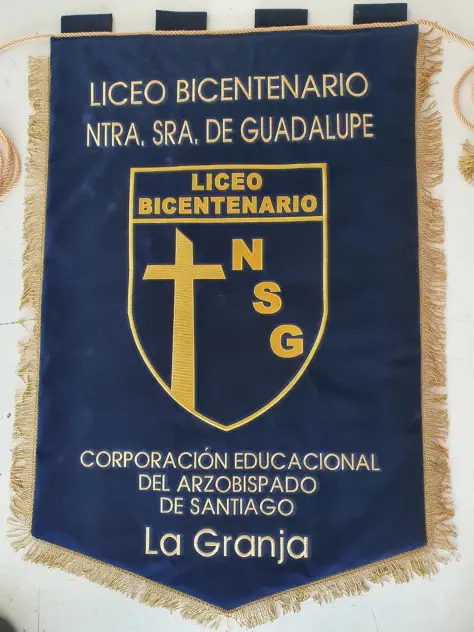 LICEO BICENTENARIO
NTRA. SRA. DE GUADALUPE
LICEO
BICENTENARIO
N
S
G
CORPORACIÓN EDUCACIONAL
DEL ARZOBISPADO
DE SANTIAGO
La Granja